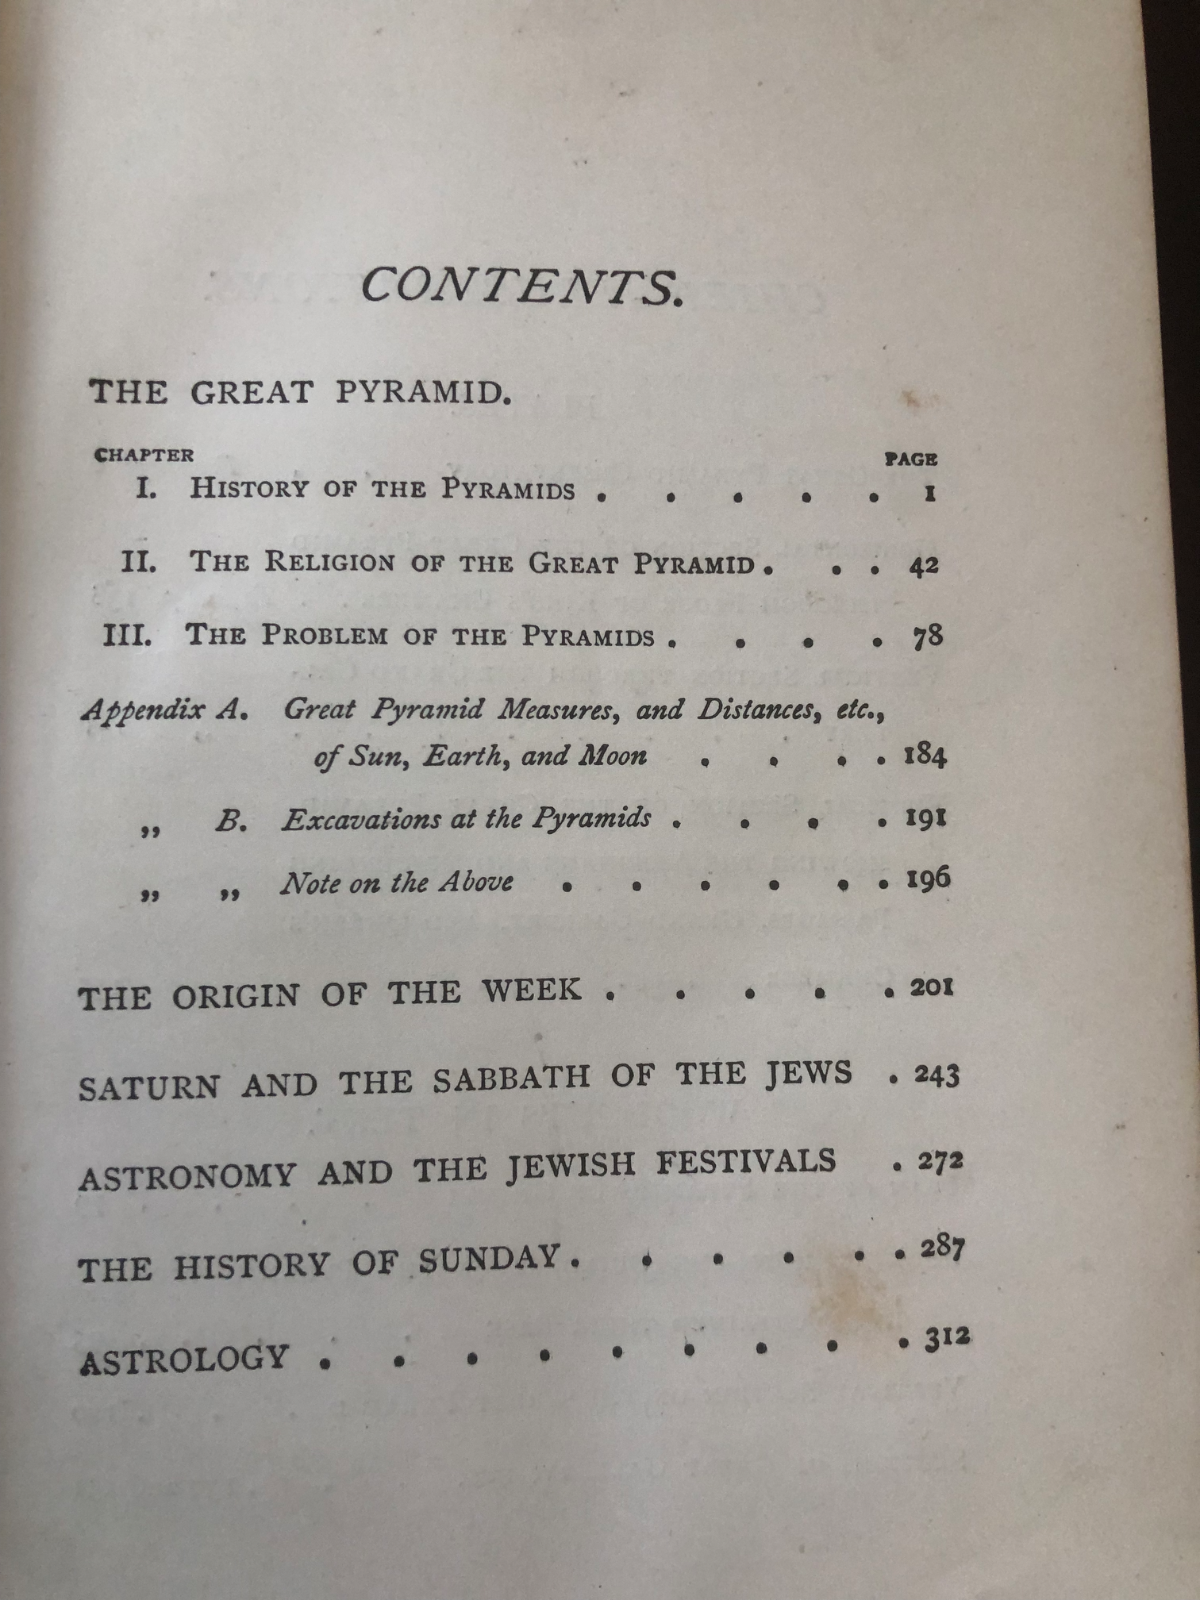 CONTENTS.
THE GREAT PYRAMID.
CHAPTER PAGE
I. HISTORY OF THE PYRAMIDS . . . . . 1
II. THE RELIGION OF THE GREAT PYRAMID . . . 42
III. THE PROBLEM OF THE PYRAMIDS . . . . 78
Appendix A. Great Pyramid Measures, and Distances, etc.,
of Sun, Earth, and Moon . . . . 184
„ B. Excavations at the Pyramids . . . . 191
„ „ Note on the Above . . . . . . 196
THE ORIGIN OF THE WEEK . . . . . 201
SATURN AND THE SABBATH OF THE JEWS . 243
ASTRONOMY AND THE JEWISH FESTIVALS . 272
THE HISTORY OF SUNDAY . . . . . . 287
ASTROLOGY . . . . . . . . . 312